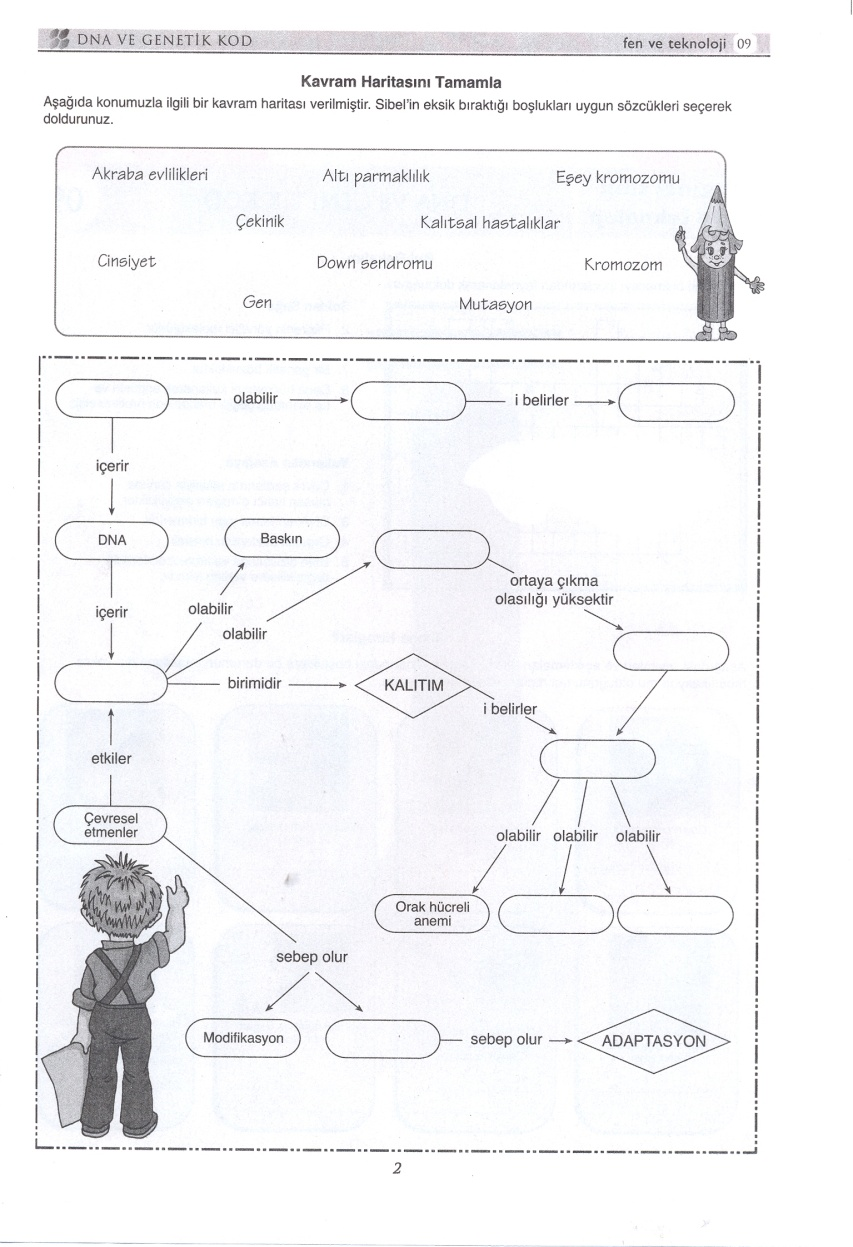 DNA VE GENETİK KOD
fen ve teknoloji 09
Kavram Haritasını Tamamla
Aşağıda konumuzla ilgili bir kavram haritası verilmiştir. Sibel'in eksik bıraktığı boşlukları uygun sözcükleri seçerek
doldurunuz.
Akraba evlilikleri Altı parmaklılık Eşey kromozomu
Çekinik Kalıtsal hastalıklar
Cinsiyet Down sendromu Kromozom
Gen Mutasyon
olabilir i belirler
içerir
DNA Baskın
ortaya çıkma
olasılığı yüksektir
içerir olabilir
olabilir
birimidir KALITIM
i belirler
etkiler
Çevresel
etmenler
olabilir olabilir olabilir
Orak hücreli
anemi
sebep olur
Modifikasyon sebep olur ADAPTASYON
2